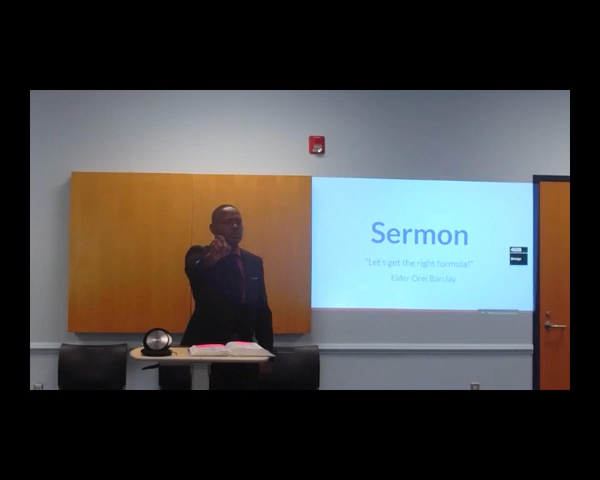 Sermon
"Let's get the right formula!"
Elder Orel Barclay